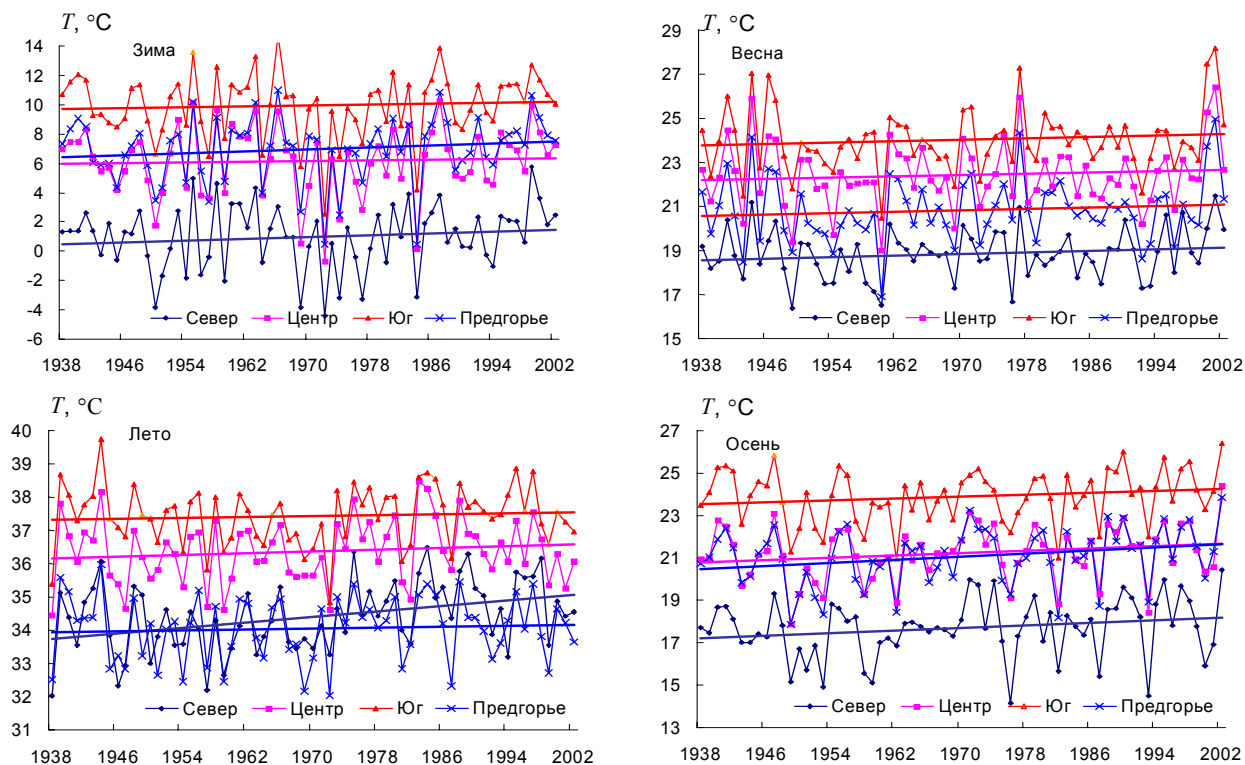 T, °C
Зима
14
12
10
8
6
4
2
0
-2
-4
-6
Север Центр Юг Предгорье
1938 1946 1954 1962 1970 1978 1986 1994 2002
T, °C
Весна
29
27
25
23
21
19
17
15
Север Центр Юг Предгорье
1938 1946 1954 1962 1970 1978 1986 1994 2002
T, °C
Лето
40
39
38
37
36
35
34
33
32
31
Север Центр Юг Предгорье
1938 1946 1954 1962 1970 1978 1986 1994 2002
T, °C
Осень
27
25
23
21
19
17
15
13
Север Центр Юг Предгорье
1938 1946 1954 1962 1970 1978 1986 1994 2002